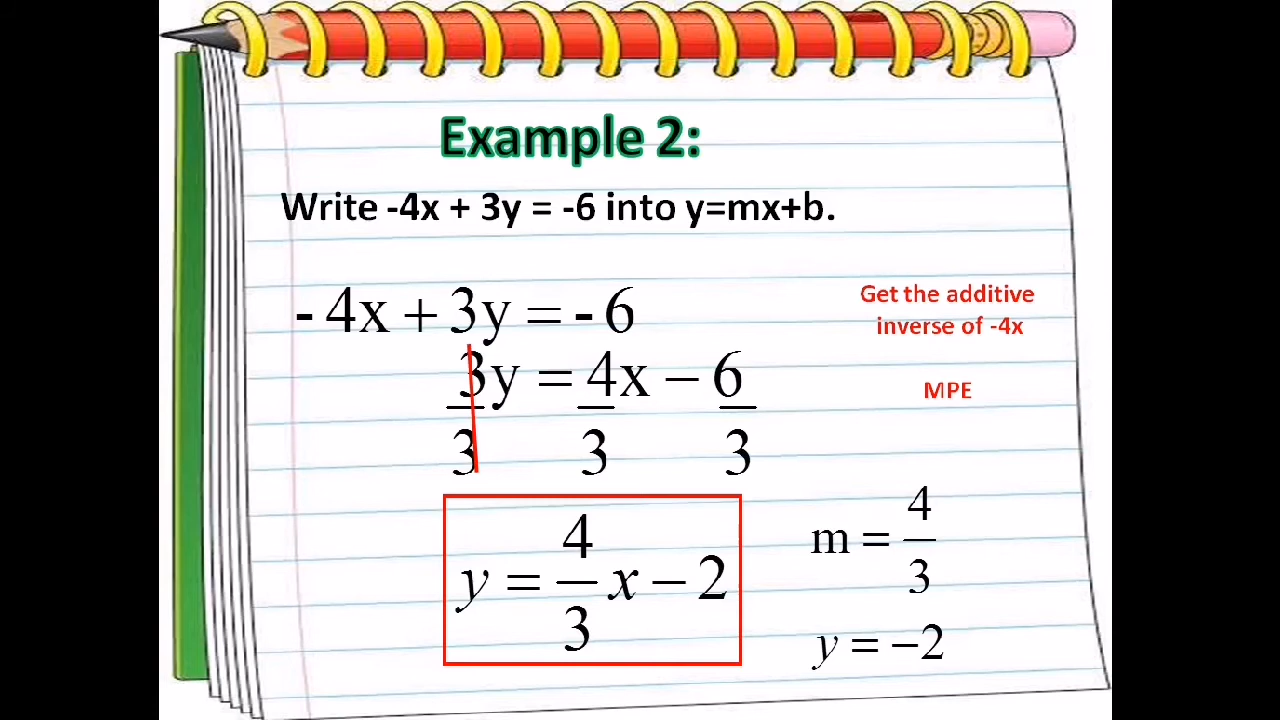 Example 2:
Write -4x + 3y = -6 into y=mx+b.
- 4x + 3y = - 6
Get the additive
inverse of -4x
3y = 4x − 6
3 3 3
MPE
y = 4/3 x − 2
m = 4/3
y = −2